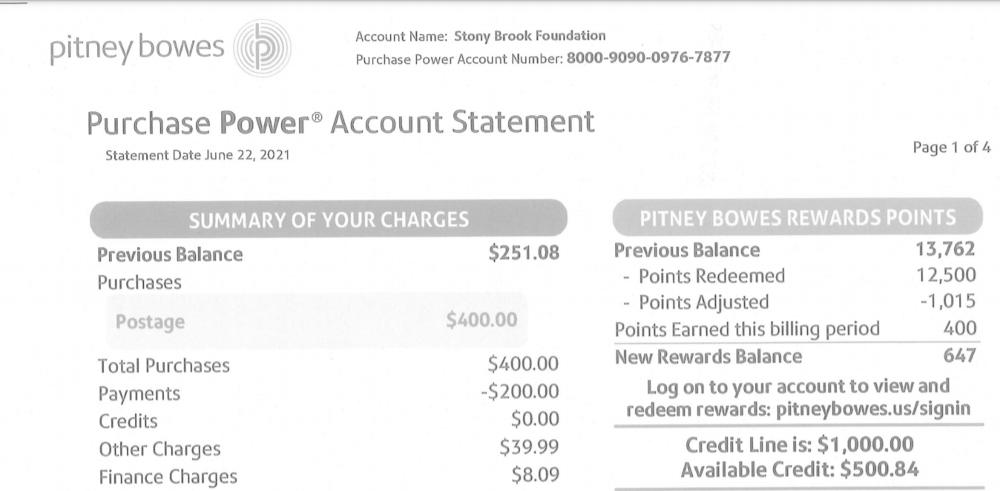 pitney bowes
Account Name: Stony Brook Foundation
Purchase Power Account Number: 8000-9090-0976-7877
Purchase Power® Account Statement
Statement Date June 22, 2021
Page 1 of 4
SUMMARY OF YOUR CHARGES
Previous Balance $251.08
Purchases
Postage $400.00
Total Purchases $400.00
Payments -$200.00
Credits $0.00
Other Charges $39.99
Finance Charges $8.09
PITNEY BOWES REWARDS POINTS
Previous Balance 13,762
- Points Redeemed 12,500
- Points Adjusted -1,015
Points Earned this billing period 400
New Rewards Balance 647
Log on to your account to view and
redeem rewards: pitneybowes.us/signin
Credit Line is: $1,000.00
Available Credit: $500.84